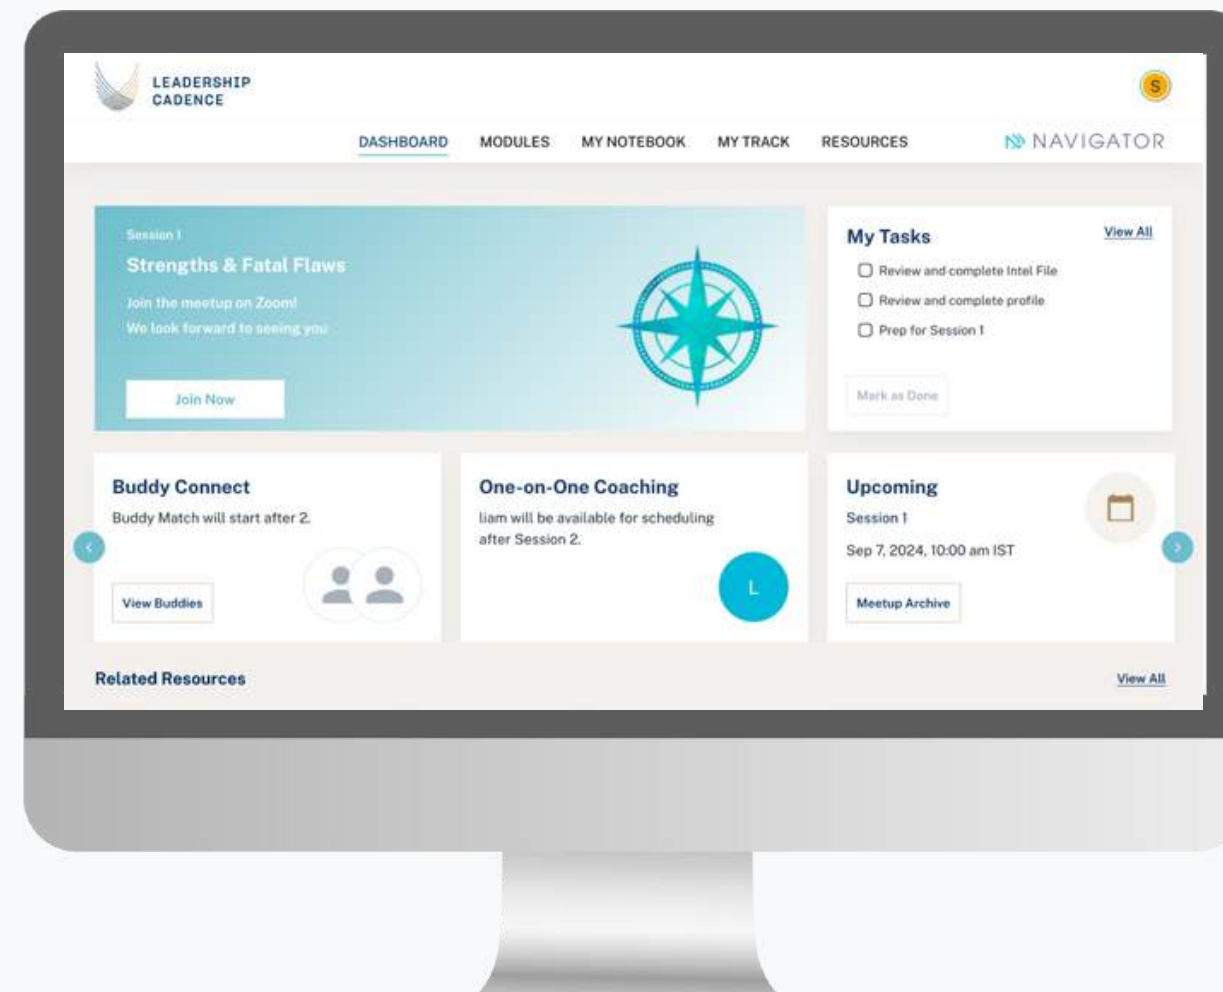 LEADERSHIP
CADENCE
S
DASHBOARD MODULES MY NOTEBOOK MY TRACK RESOURCES NAVIGATOR
Session 1
Strengths & Fatal Flaws
Join the meetup on Zoom!
We look forward to seeing you
Join Now
My Tasks View All
Review and complete Intel File
Review and complete profile
Prep for Session 1
Mark as Done
Buddy Connect
Buddy Match will start after 2.
View Buddies
One-on-One Coaching
liam will be available for scheduling
after Session 2.
L
Upcoming
Session 1
Sep 7, 2024, 10:00 am IST
Meetup Archive
Related Resources View All